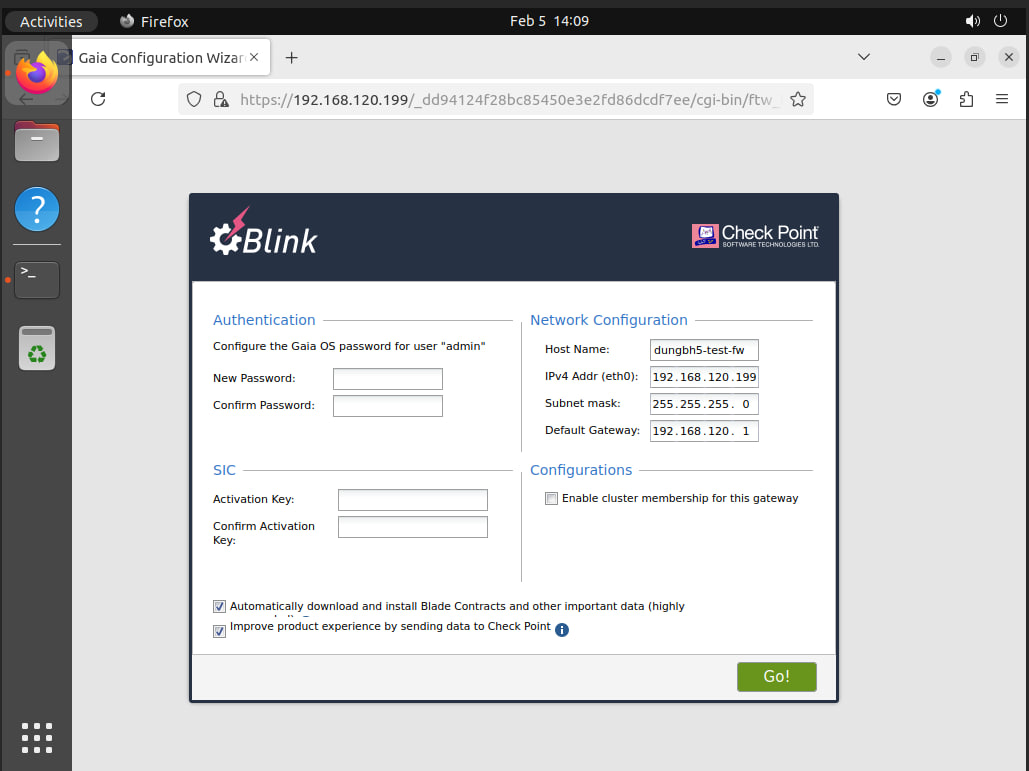 Activities
Firefox
Feb 5 14:09
Gaia Configuration Wizar
https://192.168.120.199/_dd94124f28bc85450e3e2fd86dcdf7ee/cgi-bin/ftw_
Blink
Check Point
SOFTWARE TECHNOLOGIES LTD.
Authentication
Configure the Gaia OS password for user "admin"
New Password:
Confirm Password:
Network Configuration
Host Name: dungbh5-test-fw
IPv4 Addr (eth0): 192.168.120.199
Subnet mask: 255.255.255. 0
Default Gateway: 192.168.120. 1
SIC
Activation Key:
Confirm Activation
Key:
Configurations
Enable cluster membership for this gateway
Automatically download and install Blade Contracts and other important data (highly
Improve product experience by sending data to Check Point
Go!